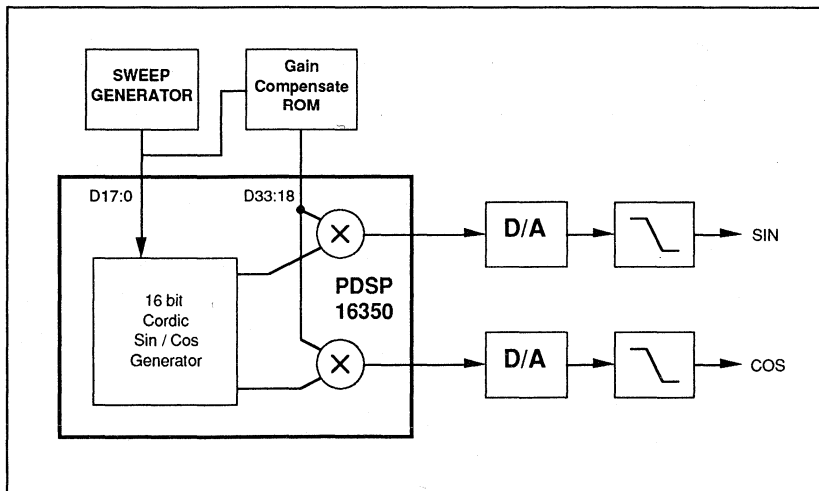 SWEEP
GENERATOR
Gain
Compensate
ROM
D17:0
D33:18
16 bit
Cordic
Sin / Cos
Generator
PDSP
16350
D/A
SIN
D/A
COS